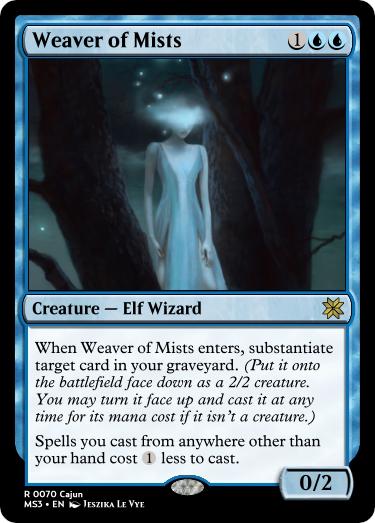 Weaver of Mists 1
Creature — Elf Wizard
When Weaver of Mists enters, substantiate
target card in your graveyard. (Put it onto
the battlefield face down as a 2/2 creature.
You may turn it face up and cast it at any
time for its mana cost if it isn't a creature.)
Spells you cast from anywhere other than
your hand cost 1 less to cast.
0/2
R 0070 Cajun
MS3 • EN Jeszika Le Vye